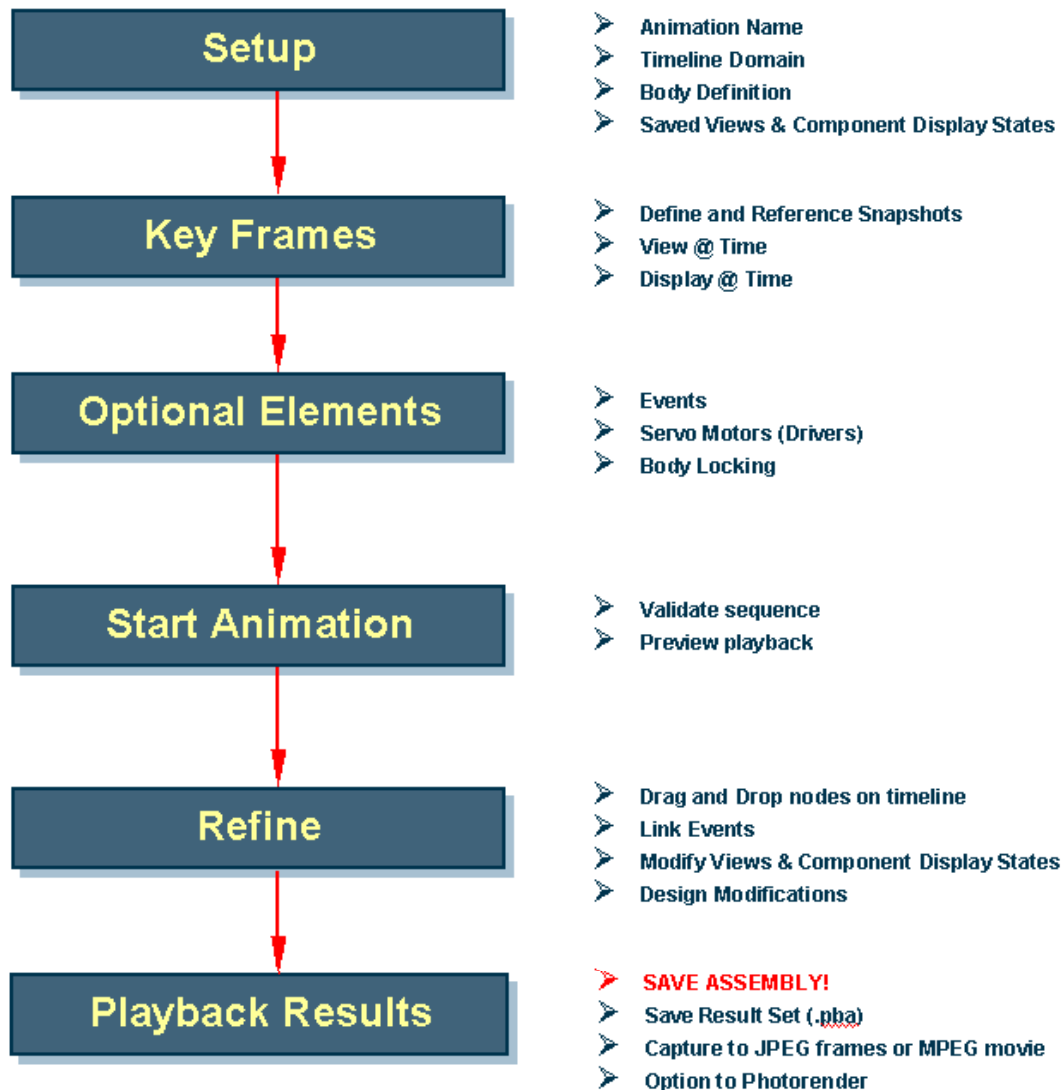 Setup
Animation Name
Timeline Domain
Body Definition
Saved Views & Component Display States
Key Frames
Define and Reference Snapshots
View @ Time
Display @ Time
Optional Elements
Events
Servo Motors (Drivers)
Body Locking
Start Animation
Validate sequence
Preview playback
Refine
Drag and Drop nodes on timeline
Link Events
Modify Views & Component Display States
Design Modifications
Playback Results
SAVE ASSEMBLY!
Save Result Set (.pba)
Capture to JPEG frames or MPEG movie
Option to Photorender